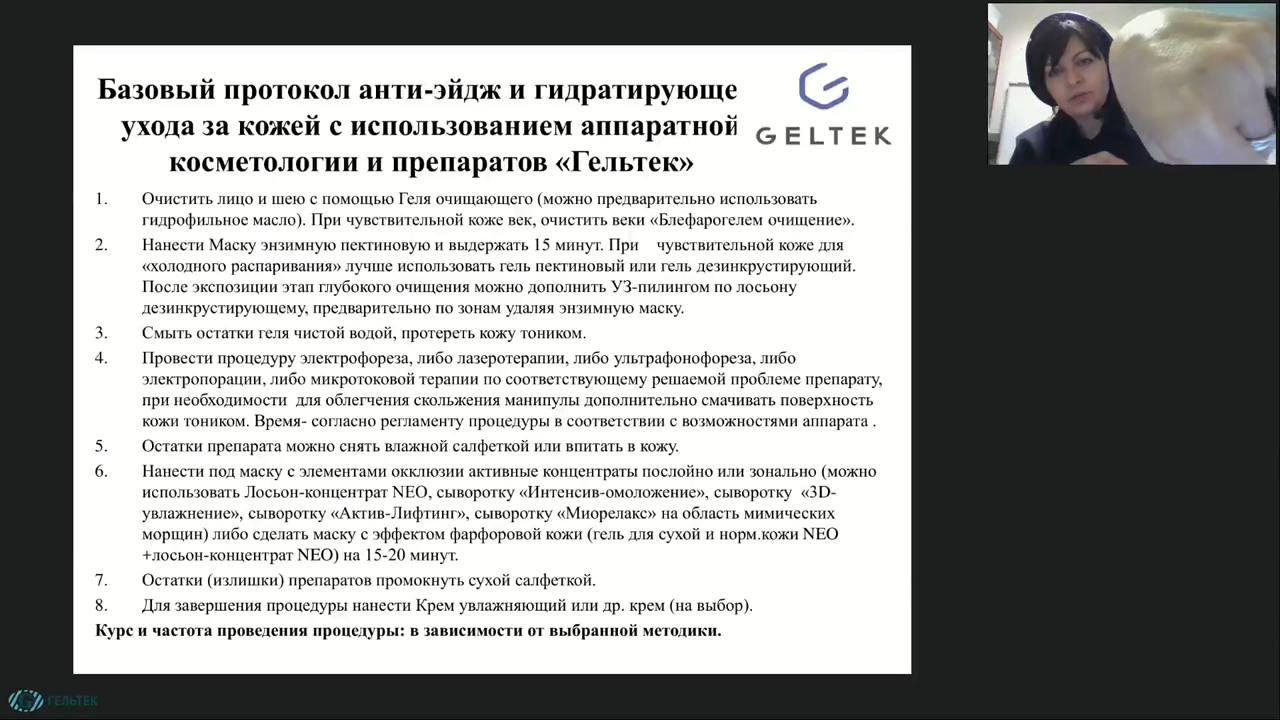 Базовый протокол анти-эйдж и гидратирующе
ухода за кожей с использованием аппаратной
косметологии и препаратов «Гельтек»
GELTEK
1. Очистить лицо и шею с помощью Геля очищающего (можно предварительно использовать
гидрофильное масло). При чувствительной коже век, очистить веки «Блефарогелем очищение».
2. Нанести Маску энзимную пектиновую и выдержать 15 минут. При чувствительной коже для
«холодного распаривания» лучше использовать гель пектиновый или гель дезинкрустирующий.
После экспозиции этап глубокого очищения можно дополнить УЗ-пилингом по лосьону
дезинкрустирующему, предварительно по зонам удаляя энзимную маску.
3. Смыть остатки геля чистой водой, протереть кожу тоником.
4. Провести процедуру электрофореза, либо лазеротерапии, либо ультрафонофореза, либо
электропорации, либо микротоковой терапии по соответствующему решаемой проблеме препарату,
при необходимости для облегчения скольжения манипулы дополнительно смачивать поверхность
кожи тоником. Время- согласно регламенту процедуры в соответствии с возможностями аппарата .
5. Остатки препарата можно снять влажной салфеткой или впитать в кожу.
6. Нанести под маску с элементами окклюзии активные концентраты послойно или зонально (можно
использовать Лосьон-концентрат NEO, сыворотку «Интенсив-омоложение», сыворотку «3D-
увлажнение», сыворотку «Актив-Лифтинг», сыворотку «Миорелакс» на область мимических
морщин) либо сделать маску с эффектом фарфоровой кожи (гель для сухой и норм.кожи NEO
+лосьон-концентрат NEO) на 15-20 минут.
7. Остатки (излишки) препаратов промокнуть сухой салфеткой.
8. Для завершения процедуры нанести Крем увлажняющий или др. крем (на выбор).
Курс и частота проведения процедуры: в зависимости от выбранной методики.
ГЕЛЬТЕК